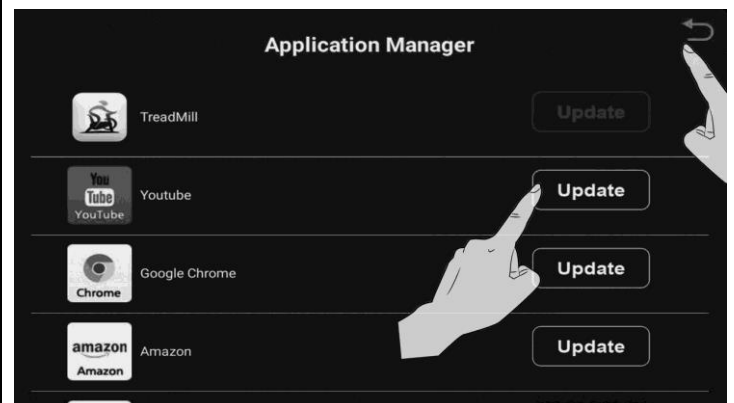 Application Manager
TreadMill
Update
You
Tube
YouTube
Youtube
Update
Chrome
Google Chrome
Update
amazon
Amazon
Amazon
Update